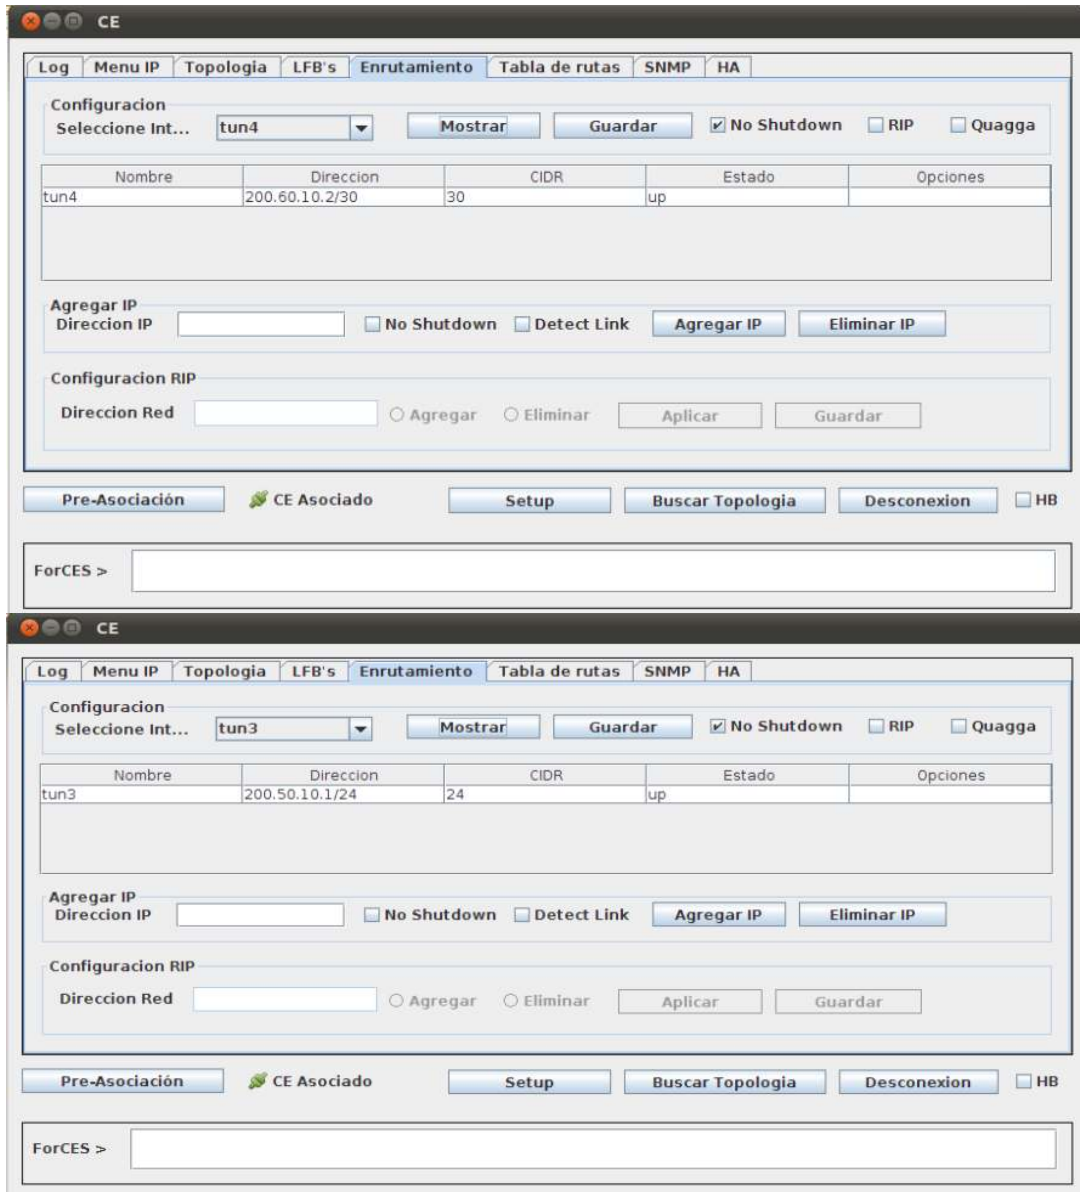 CE
Log Menu IP Topologia LFB's Enrutamiento Tabla de rutas SNMP HA
Configuracion
Seleccione Int... tun4 Mostrar Guardar No Shutdown RIP Quagga
Nombre Direccion CIDR Estado Opciones
tun4 200.60.10.2/30 30 up
Agregar IP
Direccion IP No Shutdown Detect Link Agregar IP Eliminar IP
Configuracion RIP
Direccion Red Agregar Eliminar Aplicar Guardar
Pre-Asociación CE Asociado Setup Buscar Topologia Desconexion HB
ForCES >
CE
Log Menu IP Topologia LFB's Enrutamiento Tabla de rutas SNMP HA
Configuracion
Seleccione Int... tun3 Mostrar Guardar No Shutdown RIP Quagga
Nombre Direccion CIDR Estado Opciones
tun3 200.50.10.1/24 24 up
Agregar IP
Direccion IP No Shutdown Detect Link Agregar IP Eliminar IP
Configuracion RIP
Direccion Red Agregar Eliminar Aplicar Guardar
Pre-Asociación CE Asociado Setup Buscar Topologia Desconexion HB
ForCES >